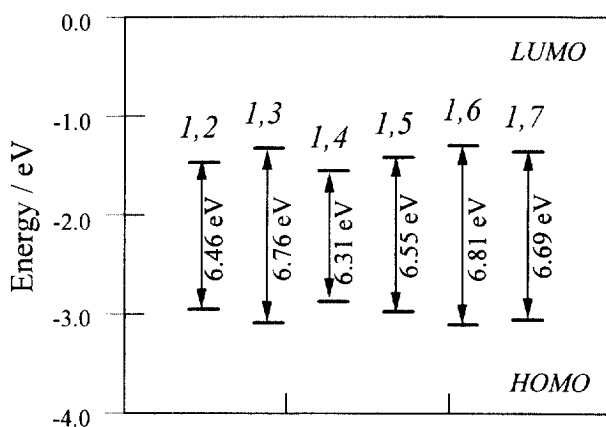 0.0
LUMO
-1.0
1,2
1,3
1,4
1,5
1,6
1,7
-2.0
6.46 eV
6.76 eV
6.31 eV
6.55 eV
6.81 eV
6.69 eV
Energy / eV
-3.0
HOMO
-4.0